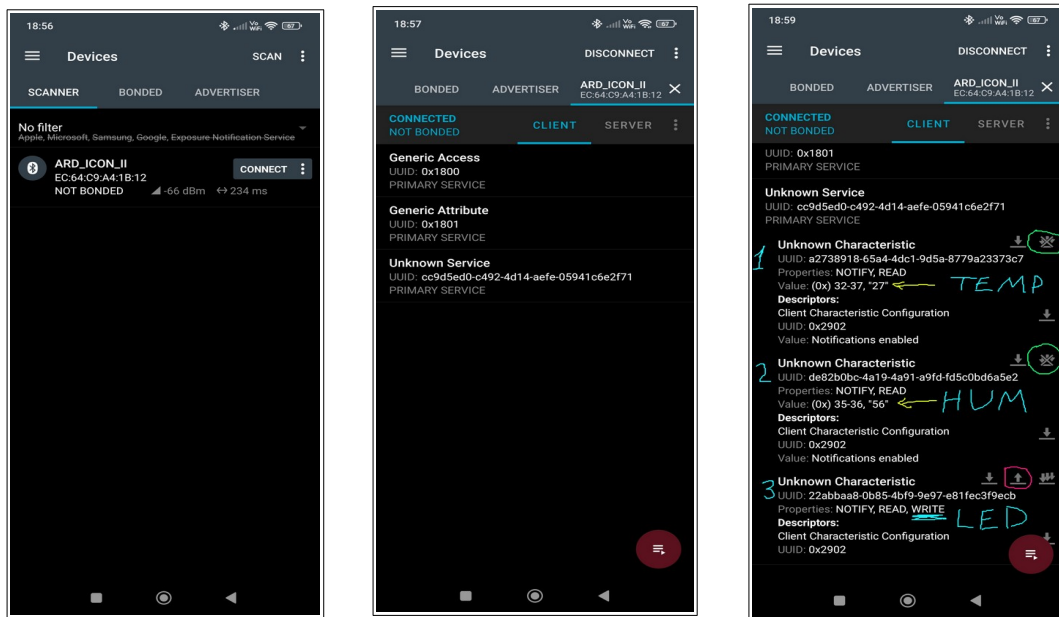 18:56
Vo
WiFi
67
Devices
SCAN
SCANNER
BONDED
ADVERTISER
No filter
Apple, Microsoft, Samsung, Google, Exposure Notification Service
ARD_ICON_II
EC:64:C9:A4:1B:12
NOT BONDED
-66 dBm
234 ms
CONNECT
18:57
Vo
WiFi
67
Devices
DISCONNECT
BONDED
ADVERTISER
ARD_ICON_II
EC:64:C9:A4:1B:12
CONNECTED
NOT BONDED
CLIENT
SERVER
Generic Access
UUID: 0x1800
PRIMARY SERVICE
Generic Attribute
UUID: 0x1801
PRIMARY SERVICE
Unknown Service
UUID: cc9d5ed0-c492-4d14-aefe-05941c6e2f71
PRIMARY SERVICE
18:59
Vo
WiFi
67
Devices
DISCONNECT
BONDED
ADVERTISER
ARD_ICON_II
EC:64:C9:A4:1B:12
CONNECTED
NOT BONDED
CLIENT
SERVER
UUID: 0x1801
PRIMARY SERVICE
Unknown Service
UUID: cc9d5ed0-c492-4d14-aefe-05941c6e2f71
PRIMARY SERVICE
1
Unknown Characteristic
UUID: a2738918-65a4-4dc1-9d5a-8779a23373c7
Properties: NOTIFY, READ
Value: (0x) 32-37, "27"
TEMP
Descriptors:
Client Characteristic Configuration
UUID: 0x2902
Value: Notifications enabled
2
Unknown Characteristic
UUID: de82b0bc-4a19-4a91-a9fd-fd5c0bd6a5e2
Properties: NOTIFY, READ
Value: (0x) 35-36, "56"
HUM
Descriptors:
Client Characteristic Configuration
UUID: 0x2902
Value: Notifications enabled
3
Unknown Characteristic
UUID: 22abbaa8-0b85-4bf9-9e97-e81fec3f9ecb
Properties: NOTIFY, READ, WRITE
LED
Descriptors:
Client Characteristic Configuration
UUID: 0x2902